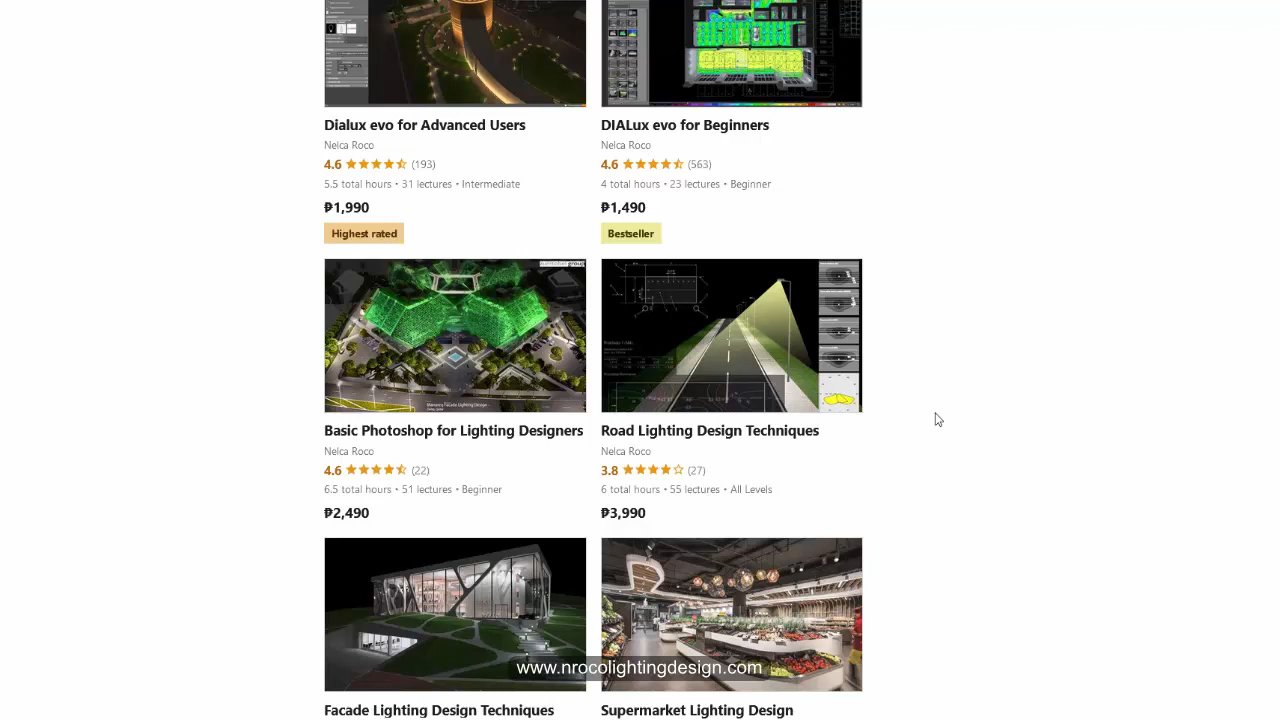 Dialux evo for Advanced Users
Nelca Roco
4.6 (193)
5.5 total hours • 31 lectures • Intermediate
₱1,990
Highest rated
DIALux evo for Beginners
Nelca Roco
4.6 (563)
4 total hours • 23 lectures • Beginner
₱1,490
Bestseller
Basic Photoshop for Lighting Designers
Nelca Roco
4.6 (22)
6.5 total hours • 51 lectures • Beginner
₱2,490
Road Lighting Design Techniques
Nelca Roco
3.8 (27)
6 total hours • 55 lectures • All Levels
₱3,990
www.nrocolightingdesign.com
Facade Lighting Design Techniques
Supermarket Lighting Design